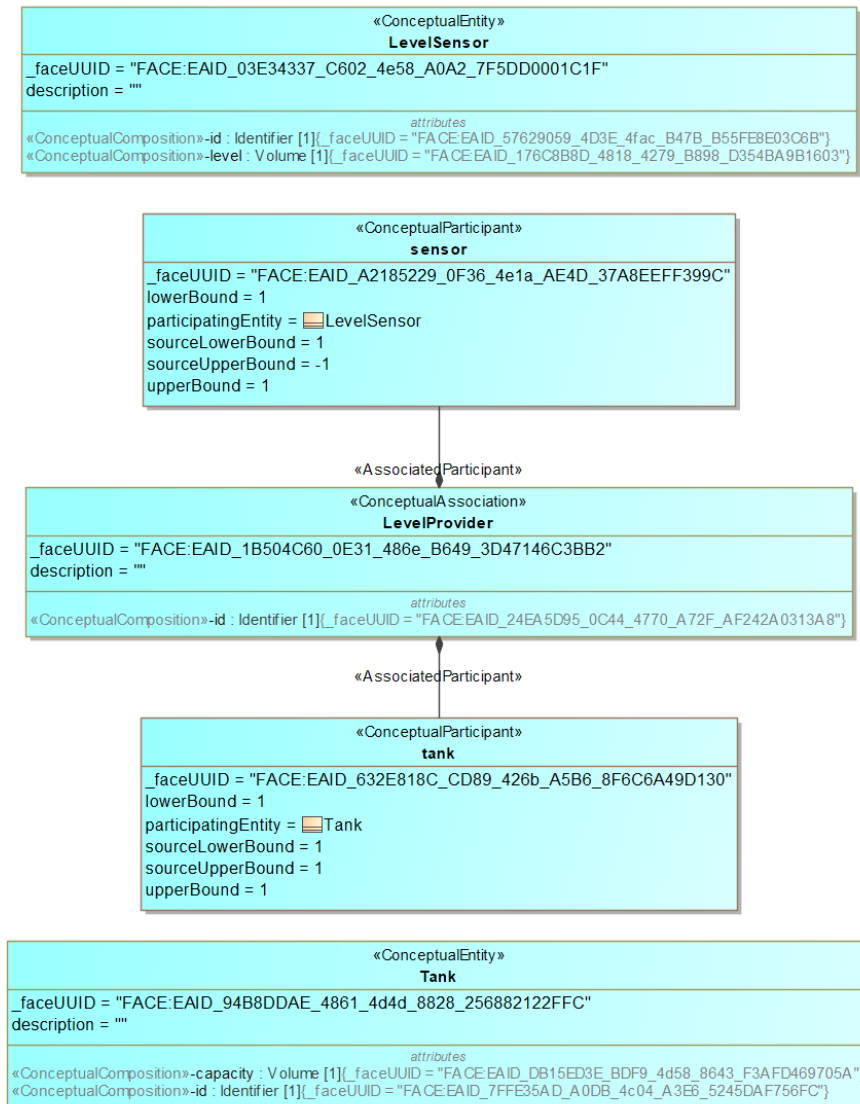 «ConceptualEntity»
LevelSensor
_faceUUID = "FACE:EAID_03E34337_C602_4e58_A0A2_7F5DD0001C1F"
description = ""
attributes
«ConceptualComposition»-id : Identifier [1]{_faceUUID = "FACE:EAID_57629059_4D3E_4fac_B47B_B55FE8E03C6B"}
«ConceptualComposition»-level : Volume [1]{_faceUUID = "FACE:EAID_176C8B8D_4818_4279_B898_D354BA9B1603"}
«ConceptualParticipant»
sensor
_faceUUID = "FACE:EAID_A2185229_0F36_4e1a_AE4D_37A8EEFF399C"
lowerBound = 1
participatingEntity = LevelSensor
sourceLowerBound = 1
sourceUpperBound = -1
upperBound = 1
«AssociatedParticipant»
«ConceptualAssociation»
LevelProvider
_faceUUID = "FACE:EAID_1B504C60_0E31_486e_B649_3D47146C3BB2"
description = ""
attributes
«ConceptualComposition»-id : Identifier [1]{_faceUUID = "FACE:EAID_24EA5D95_0C44_4770_A72F_AF242A0313A8"}
«AssociatedParticipant»
«ConceptualParticipant»
tank
_faceUUID = "FACE:EAID_632E818C_CD89_426b_A5B6_8F6C6A49D130"
lowerBound = 1
participatingEntity = Tank
sourceLowerBound = 1
sourceUpperBound = 1
upperBound = 1
«ConceptualEntity»
Tank
_faceUUID = "FACE:EAID_94B8DDAE_4861_4d4d_8828_256882122FFC"
description = ""
attributes
«ConceptualComposition»-capacity : Volume [1]{_faceUUID = "FACE:EAID_DB15ED3E_BDF9_4d58_8643_F3AFD469705A"
«ConceptualComposition»-id : Identifier [1]{_faceUUID = "FACE:EAID_7FFE35AD_A0DB_4c04_A3E6_5245DAF756FC"}